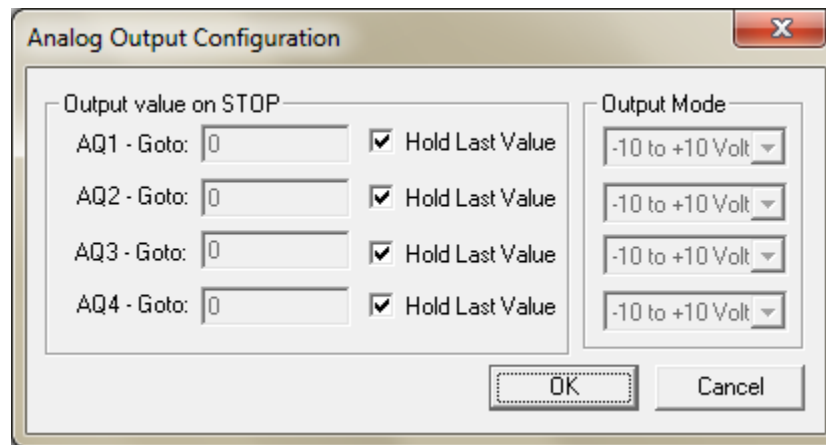 Analog Output Configuration
Output value on STOP
Output Mode
AQ1 - Goto: 0 Hold Last Value -10 to +10 Volt
AQ2 - Goto: 0 Hold Last Value -10 to +10 Volt
AQ3 - Goto: 0 Hold Last Value -10 to +10 Volt
AQ4 - Goto: 0 Hold Last Value -10 to +10 Volt
OK
Cancel